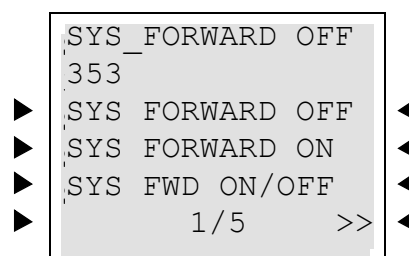 SYS_FORWARD OFF
353
SYS FORWARD OFF
SYS FORWARD ON
SYS FWD ON/OFF
1/5 >>